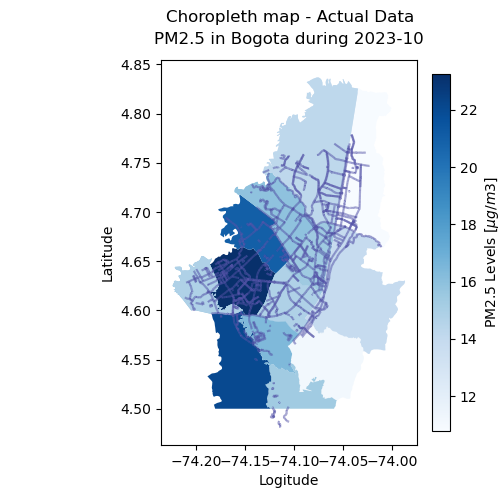 Choropleth map - Actual Data
PM2.5 in Bogota during 2023-10
4.85
4.80
4.75
4.70
4.65
4.60
4.55
4.50
Latitude
−74.20 −74.15 −74.10 −74.05 −74.00
Logitude
22
20
18
16
14
12
PM2.5 Levels [μg/m3]